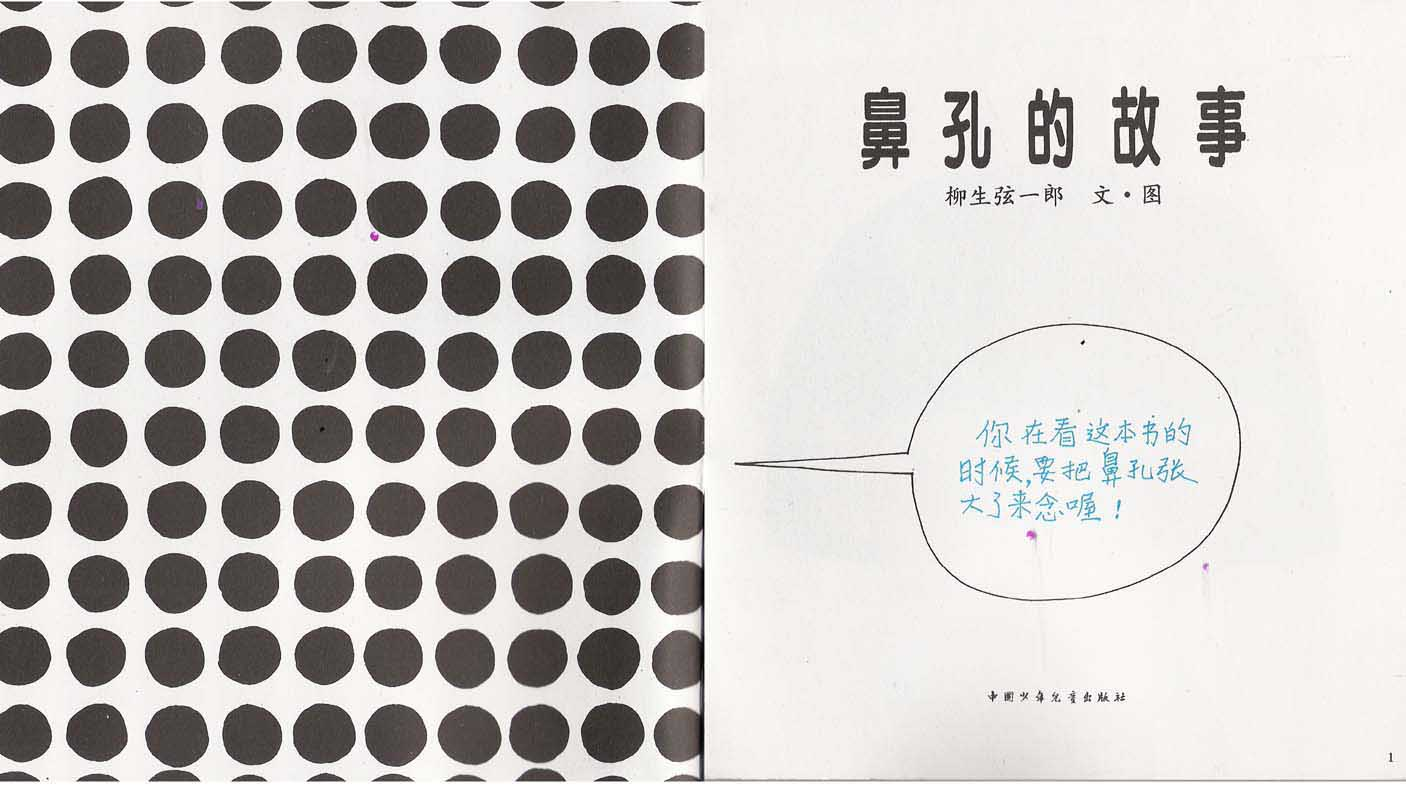 鼻孔的故事
柳生弦一郎 文·图
你在看这本书的
时候,要把鼻孔张
大了来念喔!
中国少年儿童出版社
1